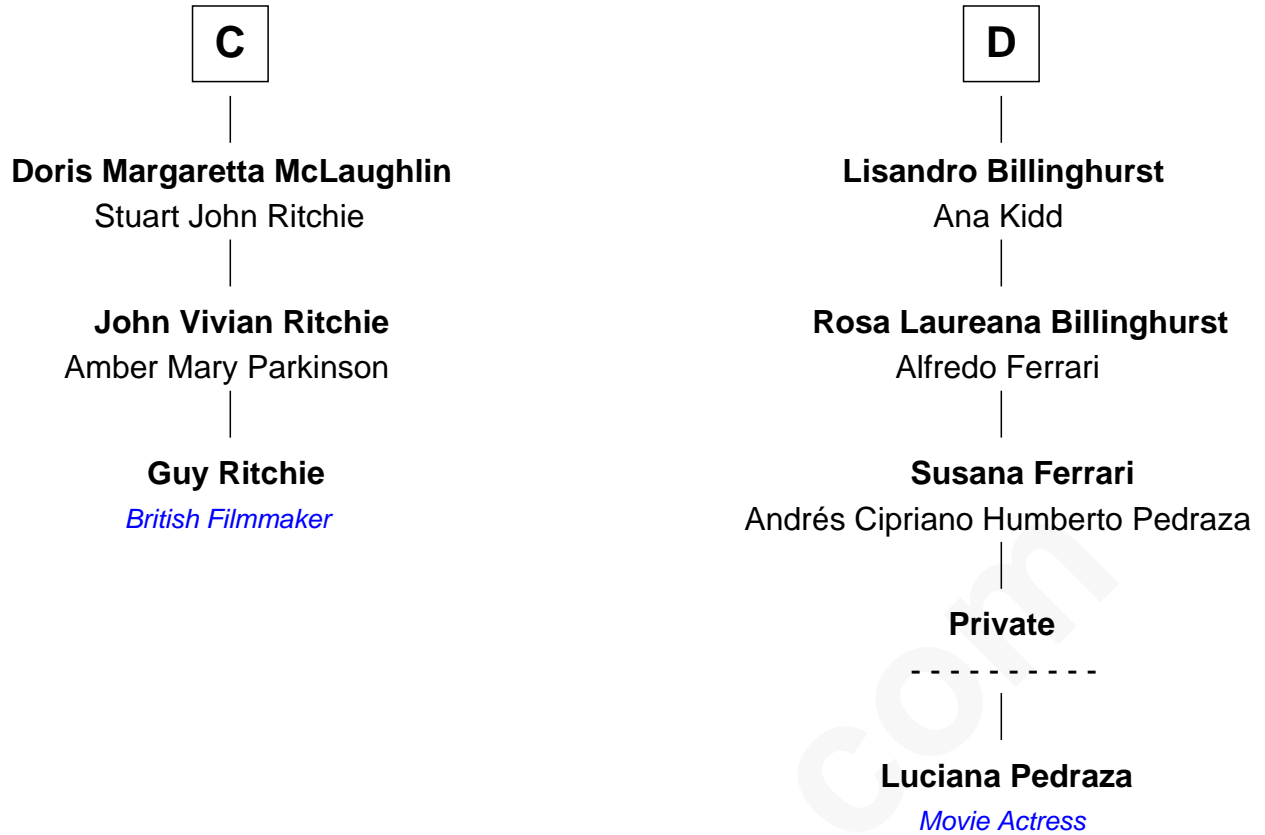 C
Doris Margaretta McLaughlin
Stuart John Ritchie
John Vivian Ritchie
Amber Mary Parkinson
Guy Ritchie
British Filmmaker
D
Lisandro Billinghurst
Ana Kidd
Rosa Laureana Billinghurst
Alfredo Ferrari
Susana Ferrari
Andrés Cipriano Humberto Pedraza
Private
- - - - - - - - - -
Luciana Pedraza
Movie Actress
com